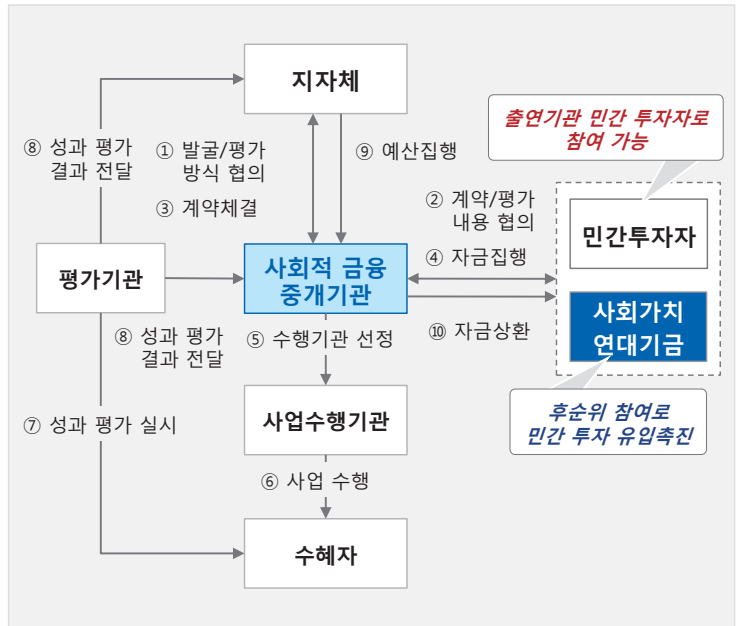 지자체
출연기관 민간 투자자로
참여 가능
⑧ 성과 평가
결과 전달
① 발굴/평가
방식 협의
③ 계약체결
⑨ 예산집행
② 계약/평가
내용 협의
④ 자금집행
민간투자자
평가기관
사회적 금융
중개기관
사회가치
연대기금
⑧ 성과 평가
결과 전달
⑤ 수행기관 선정
⑩ 자금상환
⑦ 성과 평가 실시
사업수행기관
후순위 참여로
민간 투자 유입촉진
⑥ 사업 수행
수혜자